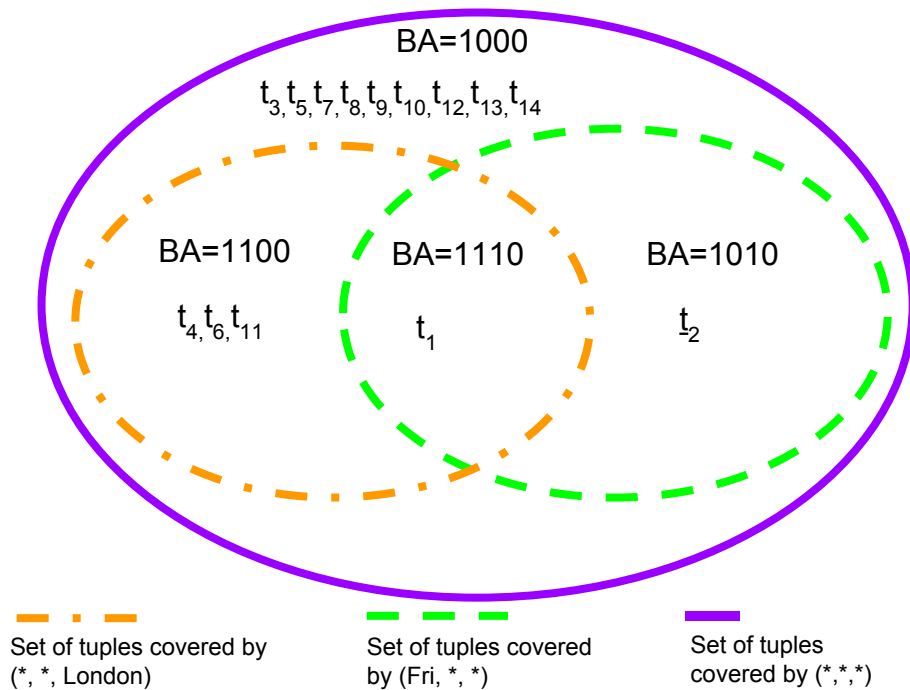 BA=1000
t3,t5,t7,t8,t9,t10,t12,t13,t14
BA=1100
BA=1110
BA=1010
t4,t6,t11
t1
t2
Set of tuples covered by
(*, *, London)
Set of tuples covered
by (Fri, *, *)
Set of tuples
covered by (*,*,*)